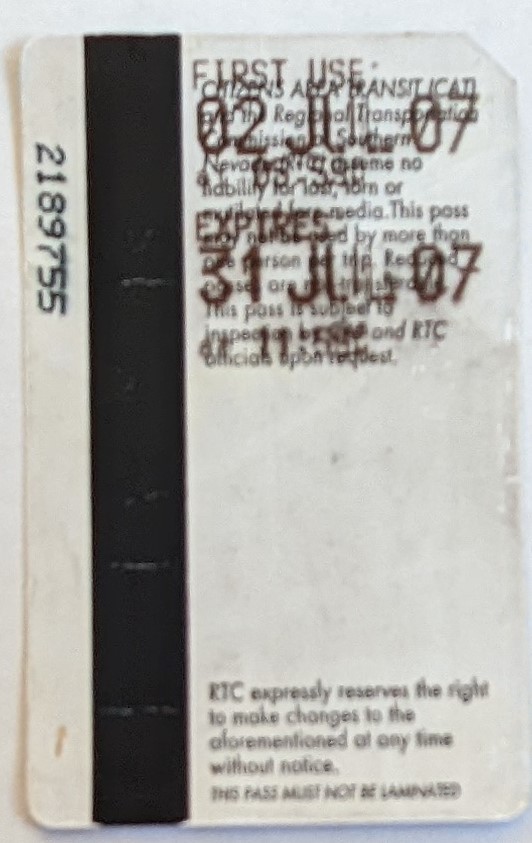 2189755
FIRST USE:
CITIZENS AREA TRANSIT (CAT)
and the Regional Transportation
02 JUL 07
Commission of Southern
Nevada (RTC) assume no
liability for lost, torn or
mutilated fare media. This pass
EXPIRES
may not be used by more than
one person per trip. Reduced
31 JUL 07
passes are non-transferable.
This pass is subject to
inspection by CAT and RTC
officials upon request.
RTC expressly reserves the right
to make changes to the
aforementioned at any time
without notice.
THIS PASS MUST NOT BE LAMINATED